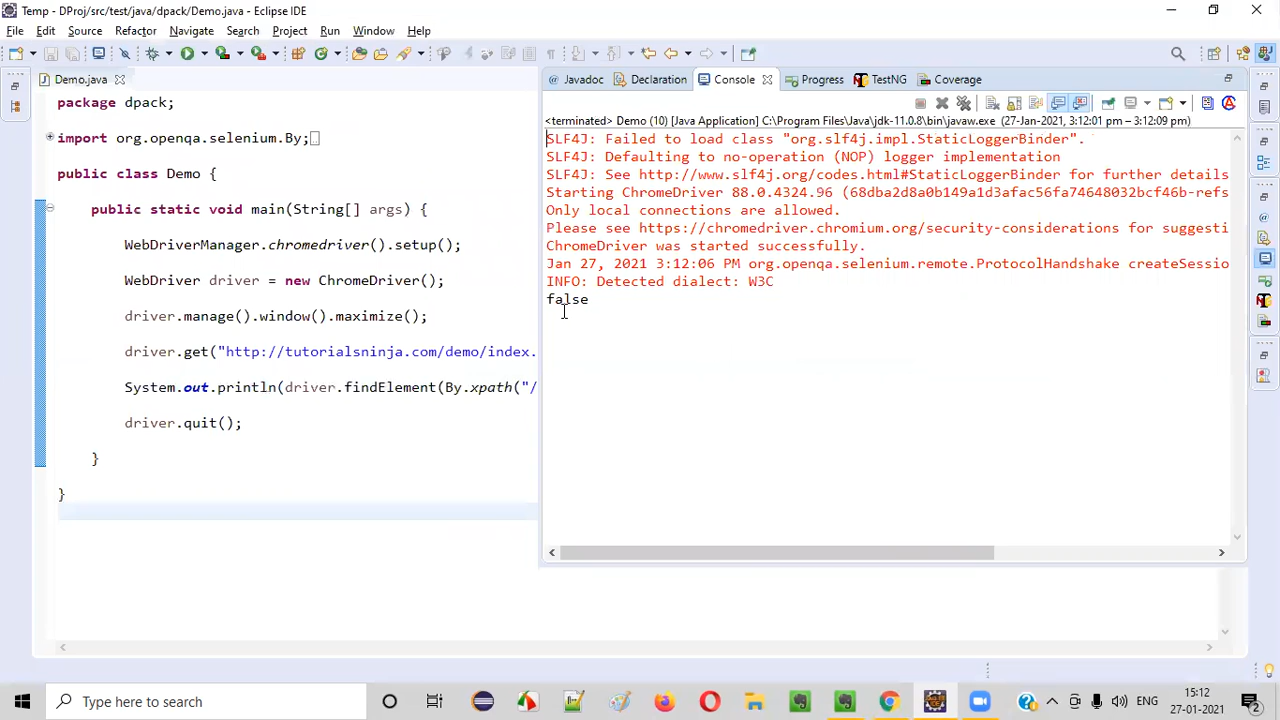 Temp - DProj/src/test/java/dpack/Demo.java - Eclipse IDE
File Edit Source Refactor Navigate Search Project Run Window Help
Demo.java
package dpack;
import org.openqa.selenium.By;
public class Demo {
public static void main(String[] args) {
WebDriverManager.chromedriver().setup();
WebDriver driver = new ChromeDriver();
driver.manage().window().maximize();
driver.get("http://tutorialsninja.com/demo/index.
System.out.println(driver.findElement(By.xpath("/
driver.quit();
}
}
@ Javadoc Declaration Console Progress TestNG Coverage
<terminated> Demo (10) [Java Application] C:\Program Files\Java\jdk-11.0.8\bin\javaw.exe (27-Jan-2021, 3:12:01 pm – 3:12:09 pm)
SLF4J: Failed to load class "org.slf4j.impl.StaticLoggerBinder".
SLF4J: Defaulting to no-operation (NOP) logger implementation
SLF4J: See http://www.slf4j.org/codes.html#StaticLoggerBinder for further details
Starting ChromeDriver 88.0.4324.96 (68dba2d8a0b149a1d3afac56fa74648032bcf46b-refs
Only local connections are allowed.
Please see https://chromedriver.chromium.org/security-considerations for suggesti
ChromeDriver was started successfully.
Jan 27, 2021 3:12:06 PM org.openqa.selenium.remote.ProtocolHandshake createSessio
INFO: Detected dialect: W3C
false
Type here to search
ENG
15:12
27-01-2021
2